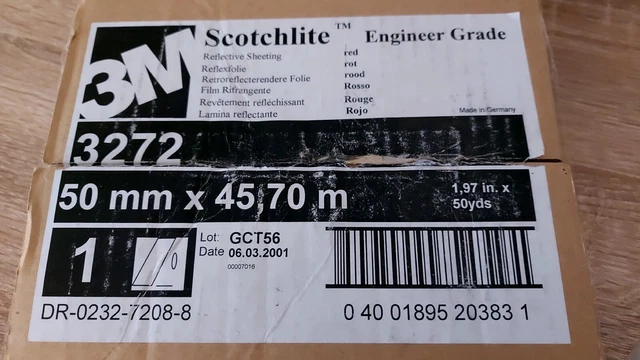 3M
Scotchlite™ Engineer Grade
Reflective Sheeting red
Reflexfolie rot
Retroreflecterendere Folie rood
Film Rifrangente Rosso
Revêtement réfléchissant Rouge
Lamina reflectante Rojo
Made in Germany
3272
50 mm x 45,70 m
1,97 in. x
50yds
1
Lot: GCT56
Date 06.03.2001
00007016
DR-0232-7208-8
0 40 01895 20383 1